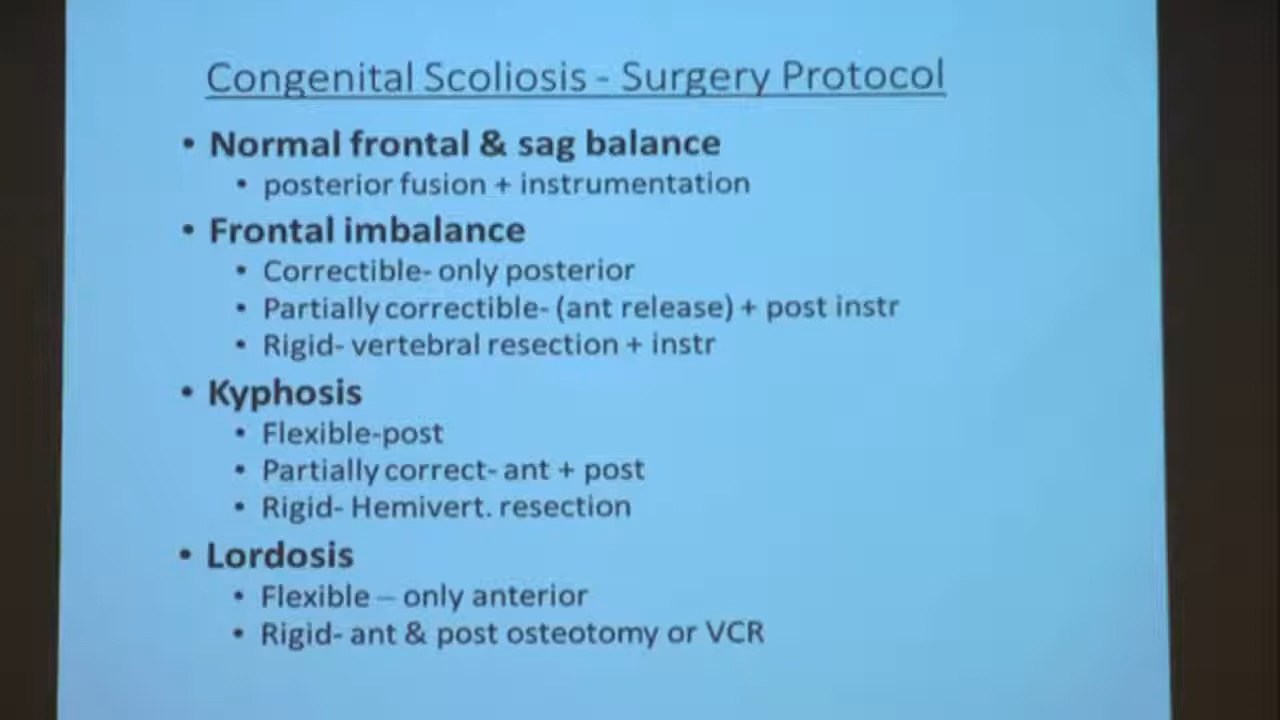 Congenital Scoliosis - Surgery Protocol
• Normal frontal & sag balance
• posterior fusion + instrumentation
• Frontal imbalance
• Correctible- only posterior
• Partially correctible- (ant release) + post instr
• Rigid- vertebral resection + instr
• Kyphosis
• Flexible-post
• Partially correct- ant + post
• Rigid- Hemivert. resection
• Lordosis
• Flexible – only anterior
• Rigid- ant & post osteotomy or VCR